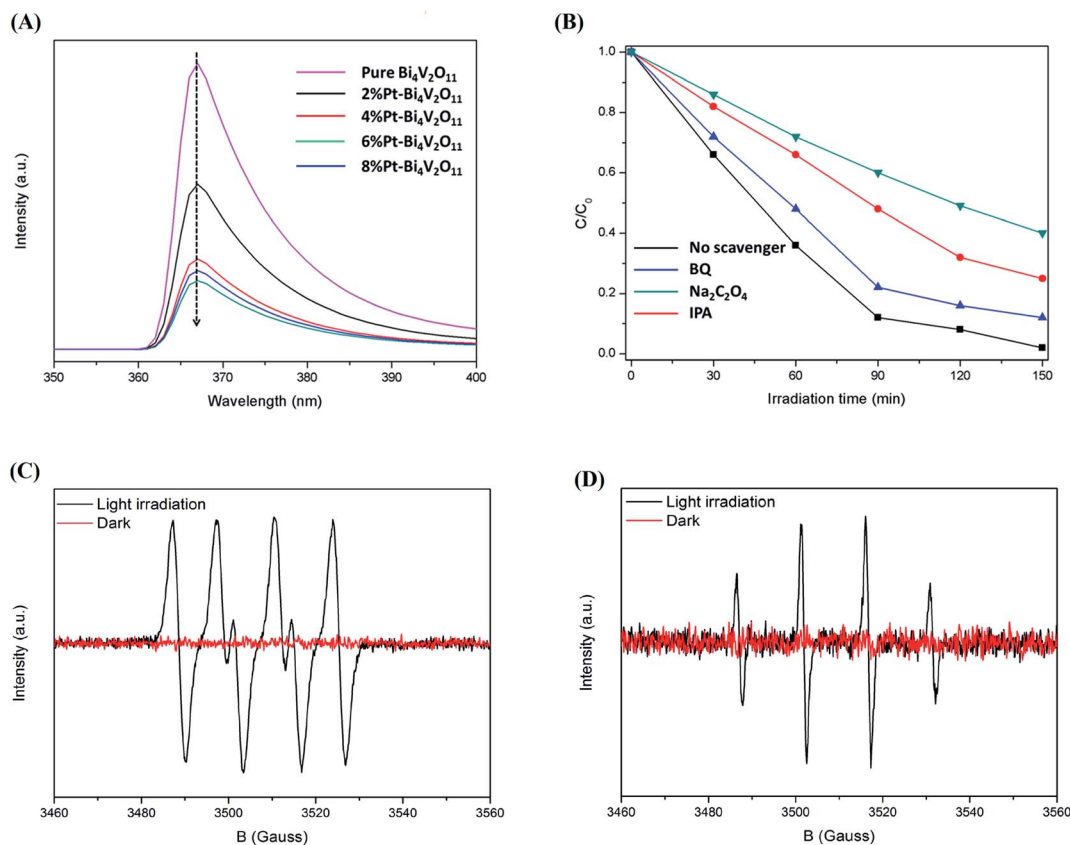 (A)
Intensity (a.u.)
Pure Bi₄V₂O₁₁
2%Pt-Bi₄V₂O₁₁
4%Pt-Bi₄V₂O₁₁
6%Pt-Bi₄V₂O₁₁
8%Pt-Bi₄V₂O₁₁
350 360 370 380 390 400
Wavelength (nm)
(B)
C/C₀
1.0
0.8
0.6
0.4
0.2
0.0
No scavenger
BQ
Na₂C₂O₄
IPA
0 30 60 90 120 150
Irradiation time (min)
(C)
Intensity (a.u.)
Light irradiation
Dark
3460 3480 3500 3520 3540 3560
B (Gauss)
(D)
Intensity (a.u.)
Light irradiation
Dark
3460 3480 3500 3520 3540 3560
B (Gauss)